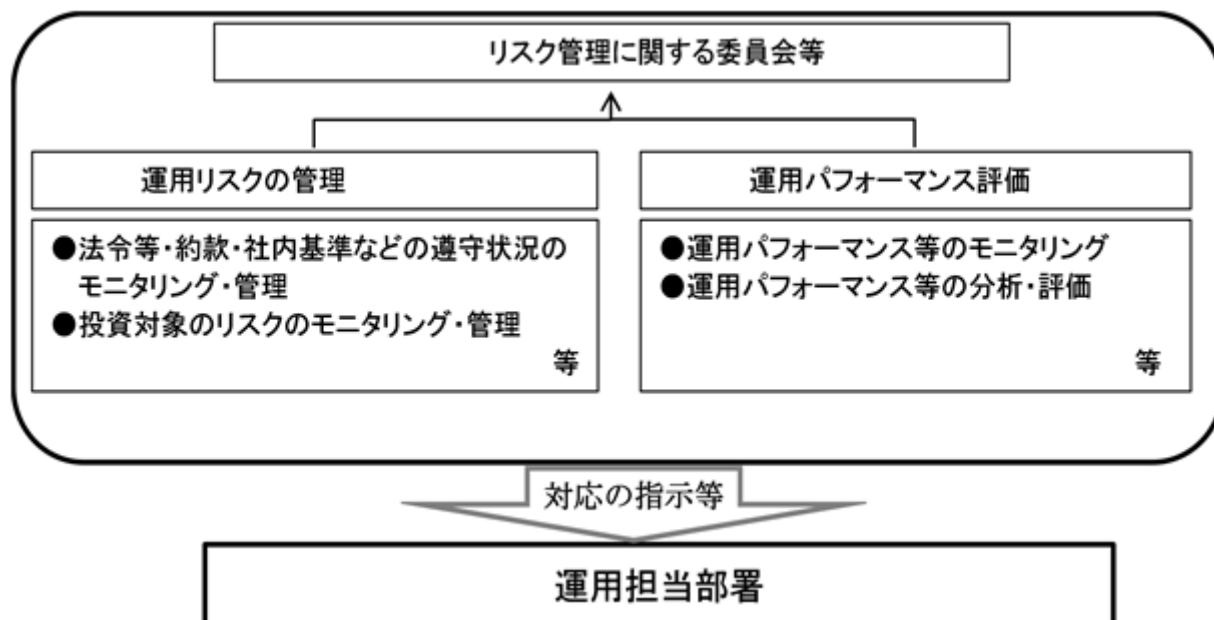 リスク管理に関する委員会等
運用リスクの管理
●法令等・約款・社内基準などの遵守状況の
モニタリング・管理
●投資対象のリスクのモニタリング・管理
等
運用パフォーマンス評価
●運用パフォーマンス等のモニタリング
●運用パフォーマンス等の分析・評価
等
対応の指示等
運用担当部署